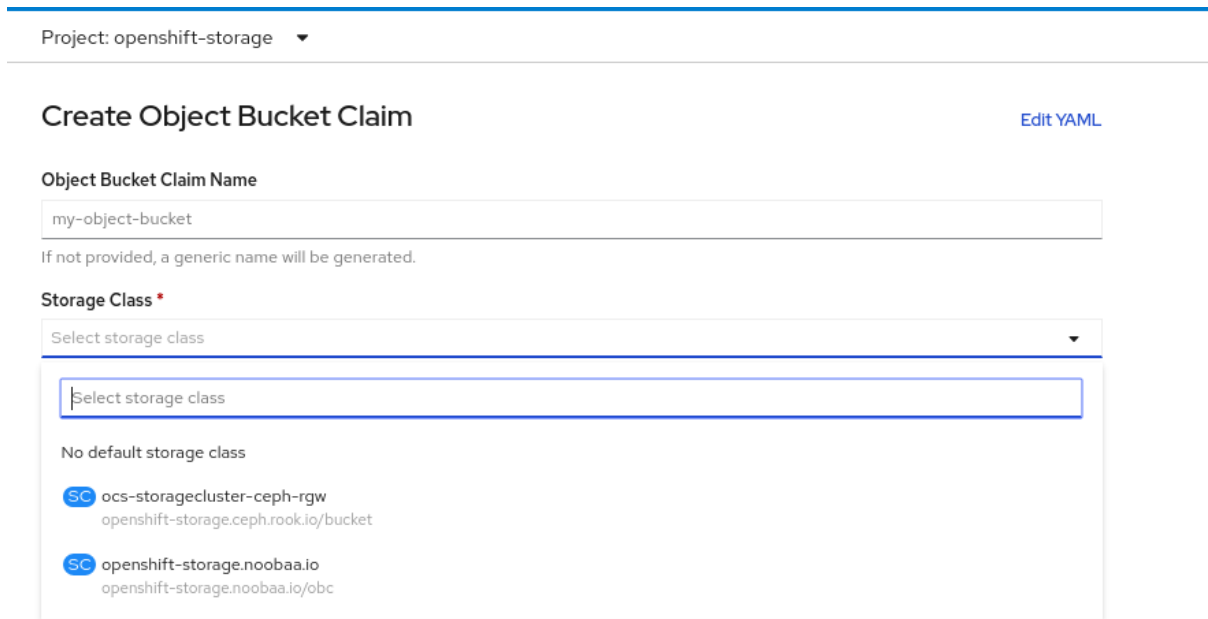 Project: openshift-storage
Create Object Bucket Claim
Edit YAML
Object Bucket Claim Name
my-object-bucket
If not provided, a generic name will be generated.
Storage Class *
Select storage class
Select storage class
No default storage class
SC ocs-storagecluster-ceph-rgw
openshift-storage.ceph.rook.io/bucket
SC openshift-storage.noobaa.io
openshift-storage.noobaa.io/obc